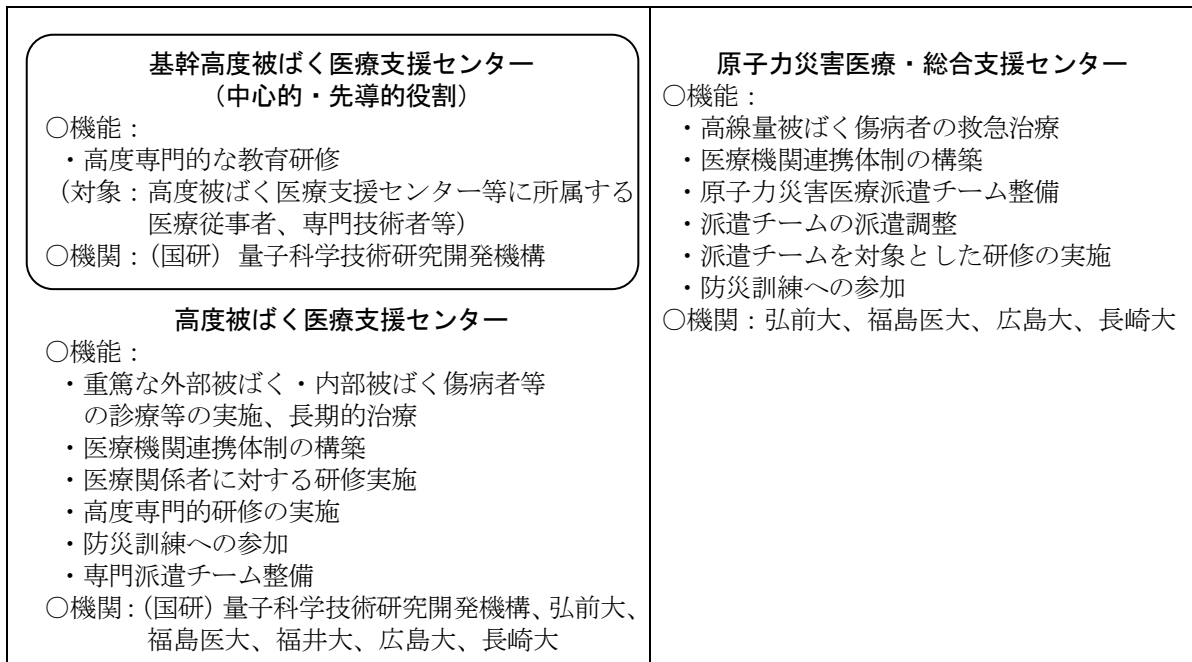 基幹高度被ばく医療支援センター
（中心的・先導的役割）
○機能：
・高度専門的な教育研修
（対象：高度被ばく医療支援センター等に所属する
医療従事者、専門技術者等）
○機関：（国研）量子科学技術研究開発機構
高度被ばく医療支援センター
○機能：
・重篤な外部被ばく・内部被ばく傷病者等
の診療等の実施、長期的治療
・医療機関連携体制の構築
・医療関係者に対する研修実施
・高度専門的研修の実施
・防災訓練への参加
・専門派遣チーム整備
○機関：（国研）量子科学技術研究開発機構、弘前大、
福島医大、福井大、広島大、長崎大
原子力災害医療・総合支援センター
○機能：
・高線量被ばく傷病者の救急治療
・医療機関連携体制の構築
・原子力災害医療派遣チーム整備
・派遣チームの派遣調整
・派遣チームを対象とした研修の実施
・防災訓練への参加
○機関：弘前大、福島医大、広島大、長崎大